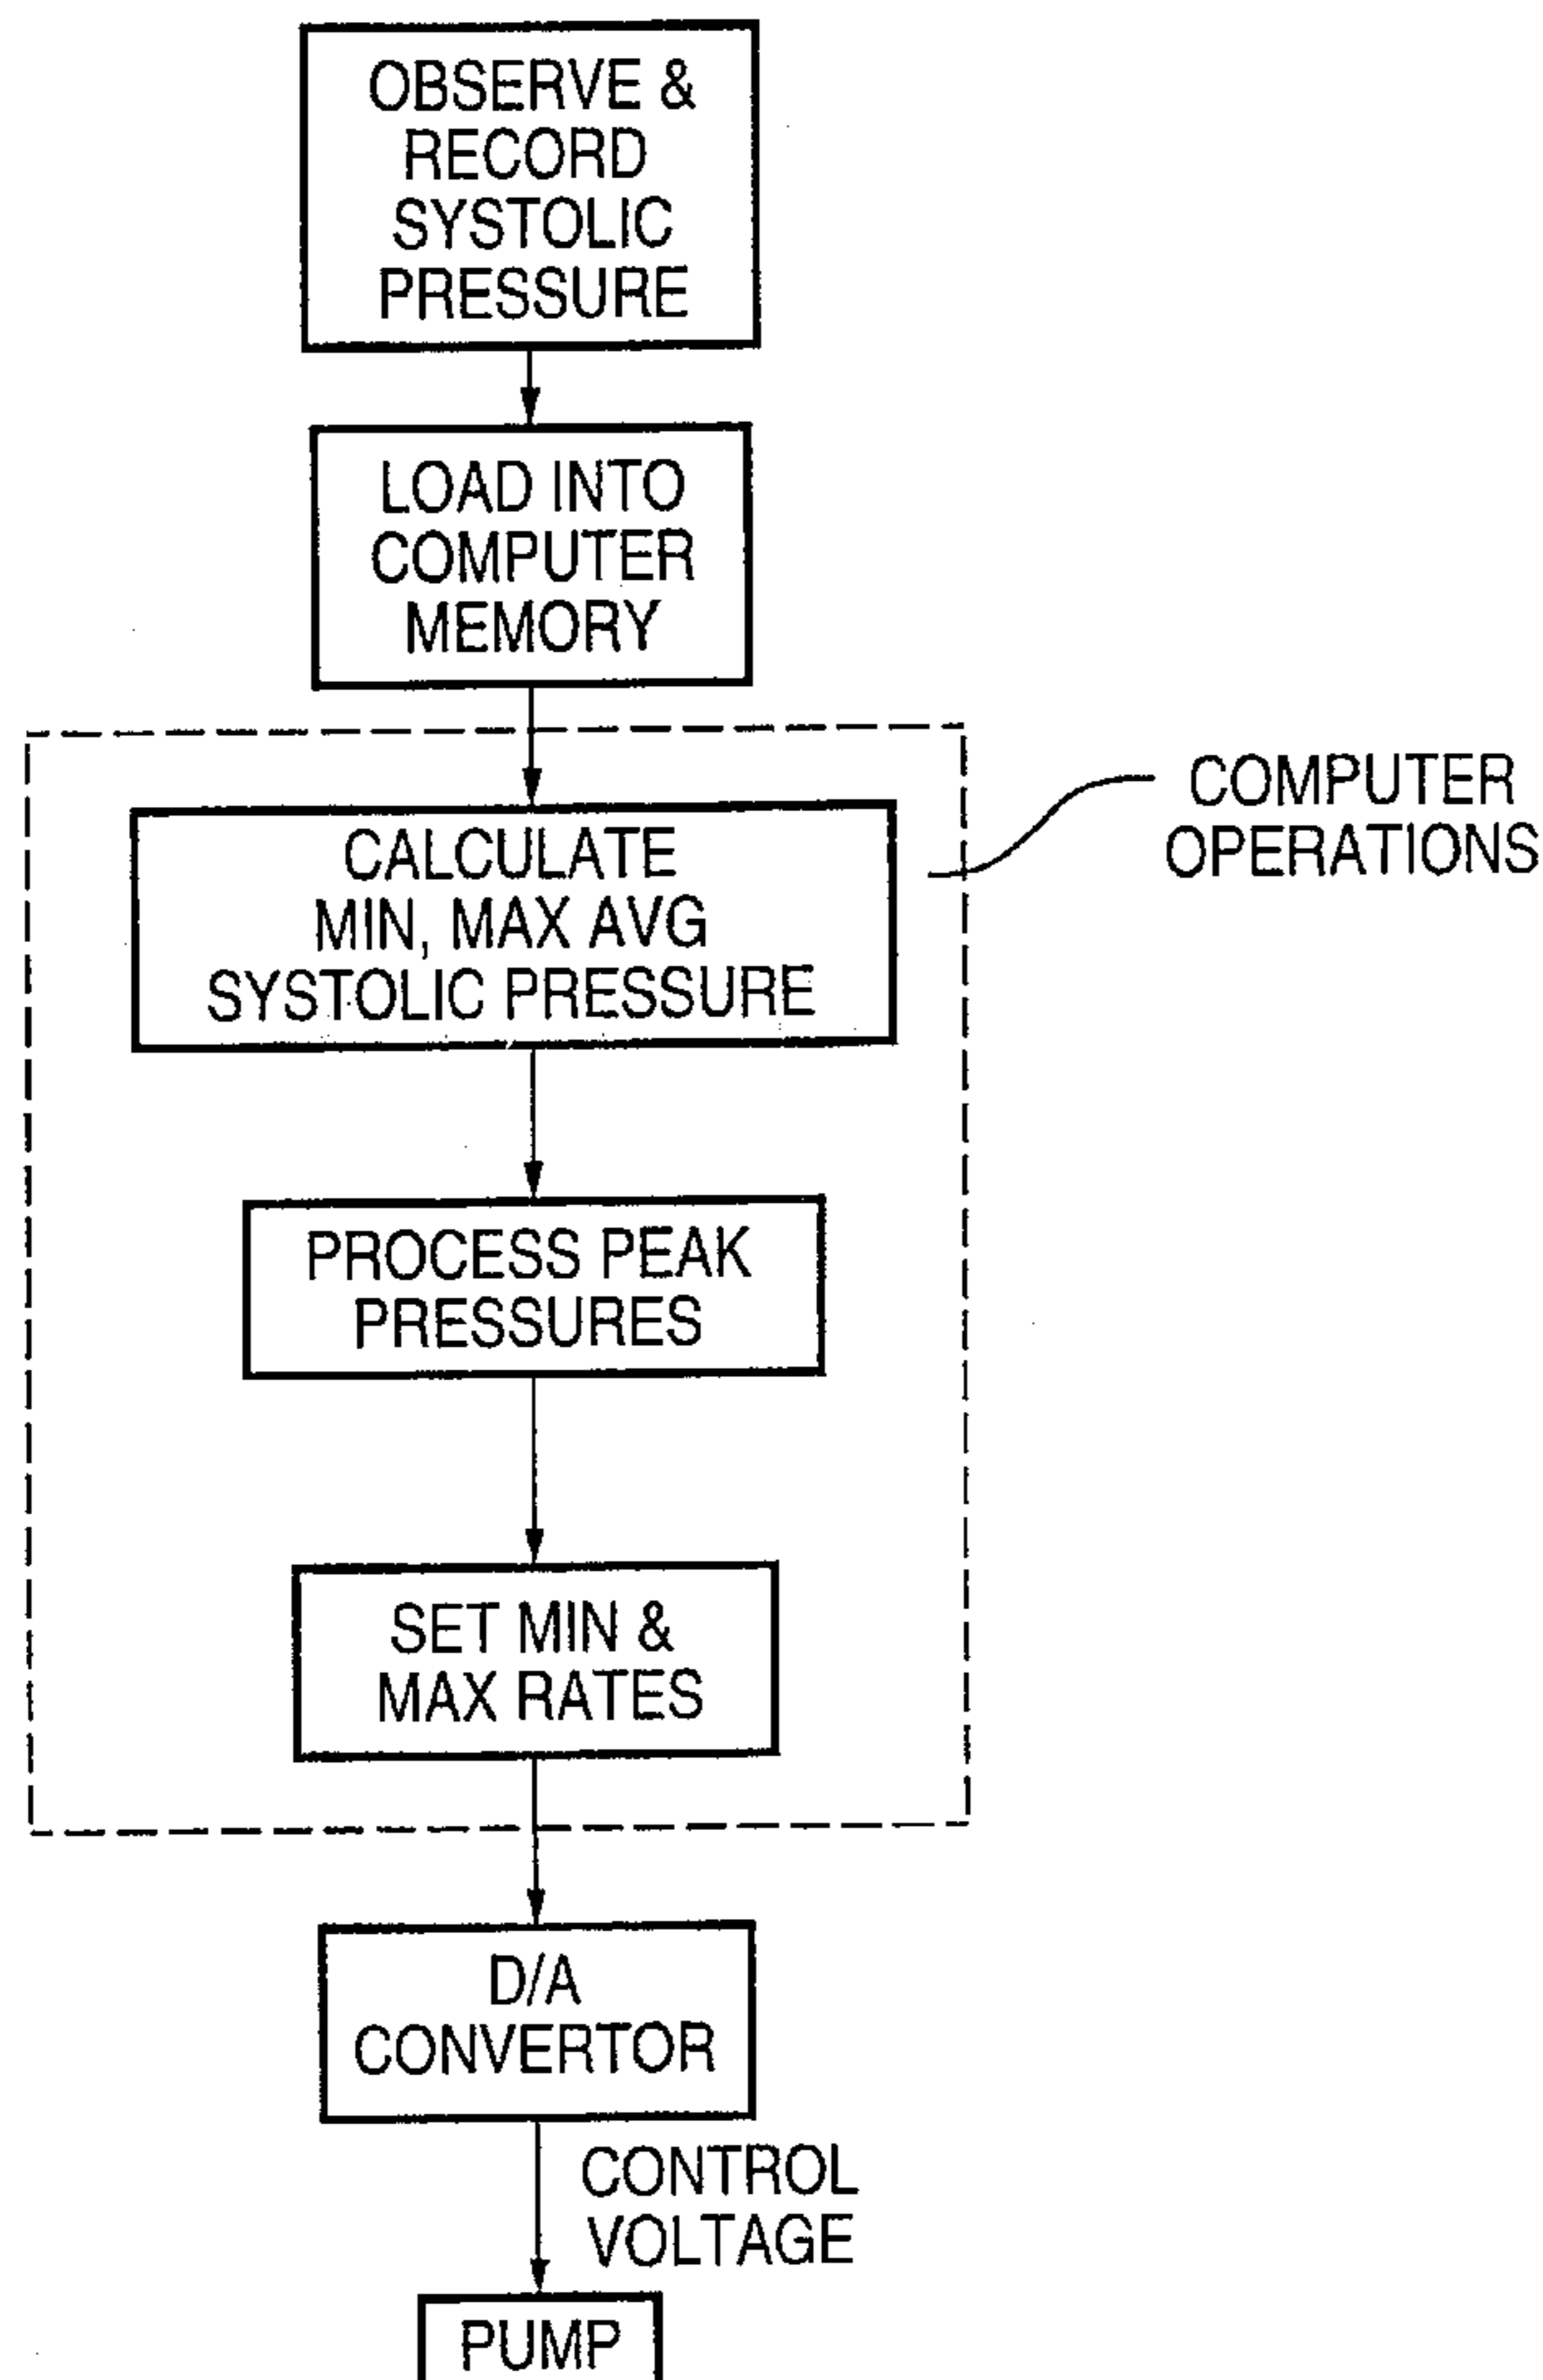 OBSERVE &
RECORD
SYSTOLIC
PRESSURE
LOAD INTO
COMPUTER
MEMORY
COMPUTER
OPERATIONS
CALCULATE
MIN, MAX AVG
SYSTOLIC PRESSURE
PROCESS PEAK
PRESSURES
SET MIN &
MAX RATES
D/A
CONVERTOR
CONTROL
VOLTAGE
PUMP